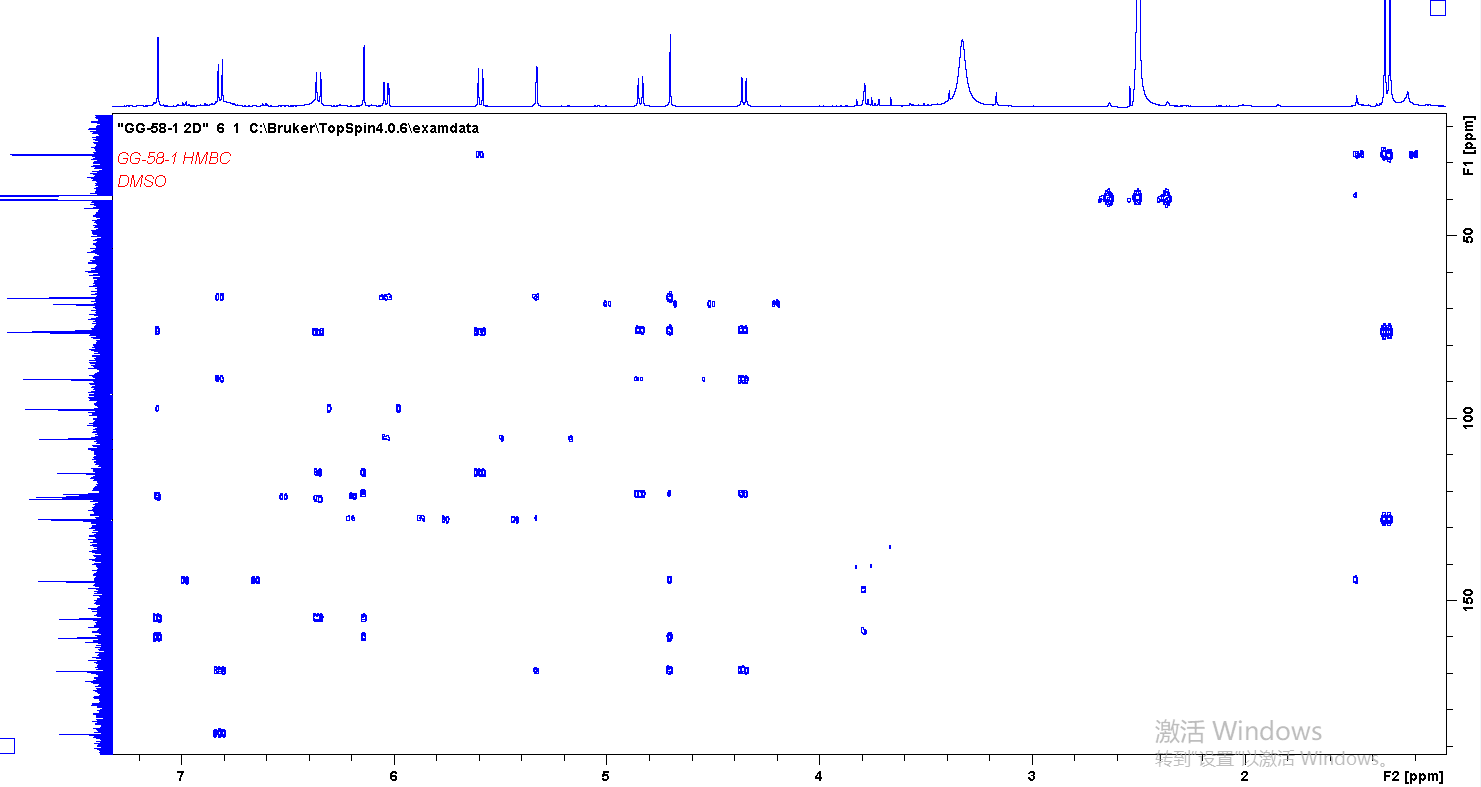 "GG-58-1 2D" 6 1 C:\Bruker\TopSpin4.0.6\examdata
GG-58-1 HMBC
DMSO
F1 [ppm]
50
100
150
激活 Windows
转到"设置"以激活 Windows。
7
6
5
4
3
2
F2 [ppm]